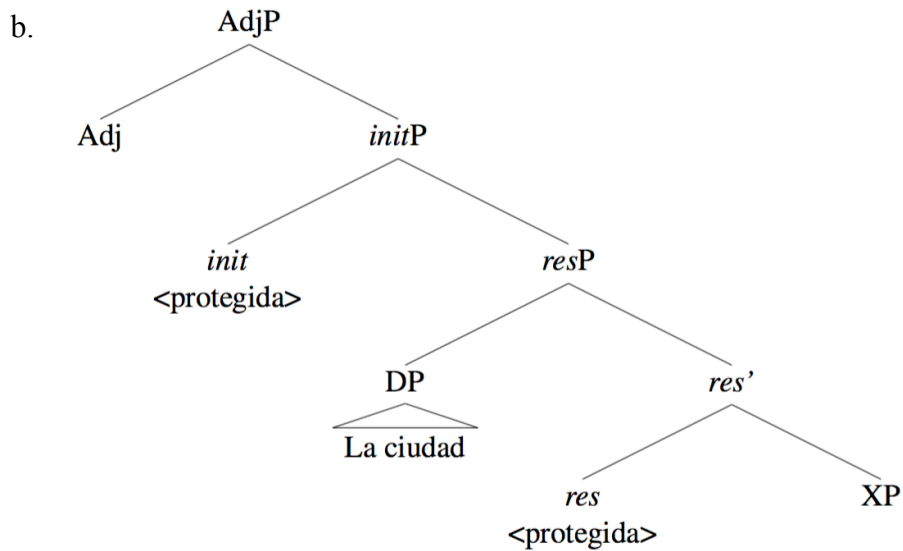 b.
AdjP
Adj
initP
init
<protegida>
resP
DP
La ciudad
res’
res
<protegida>
XP